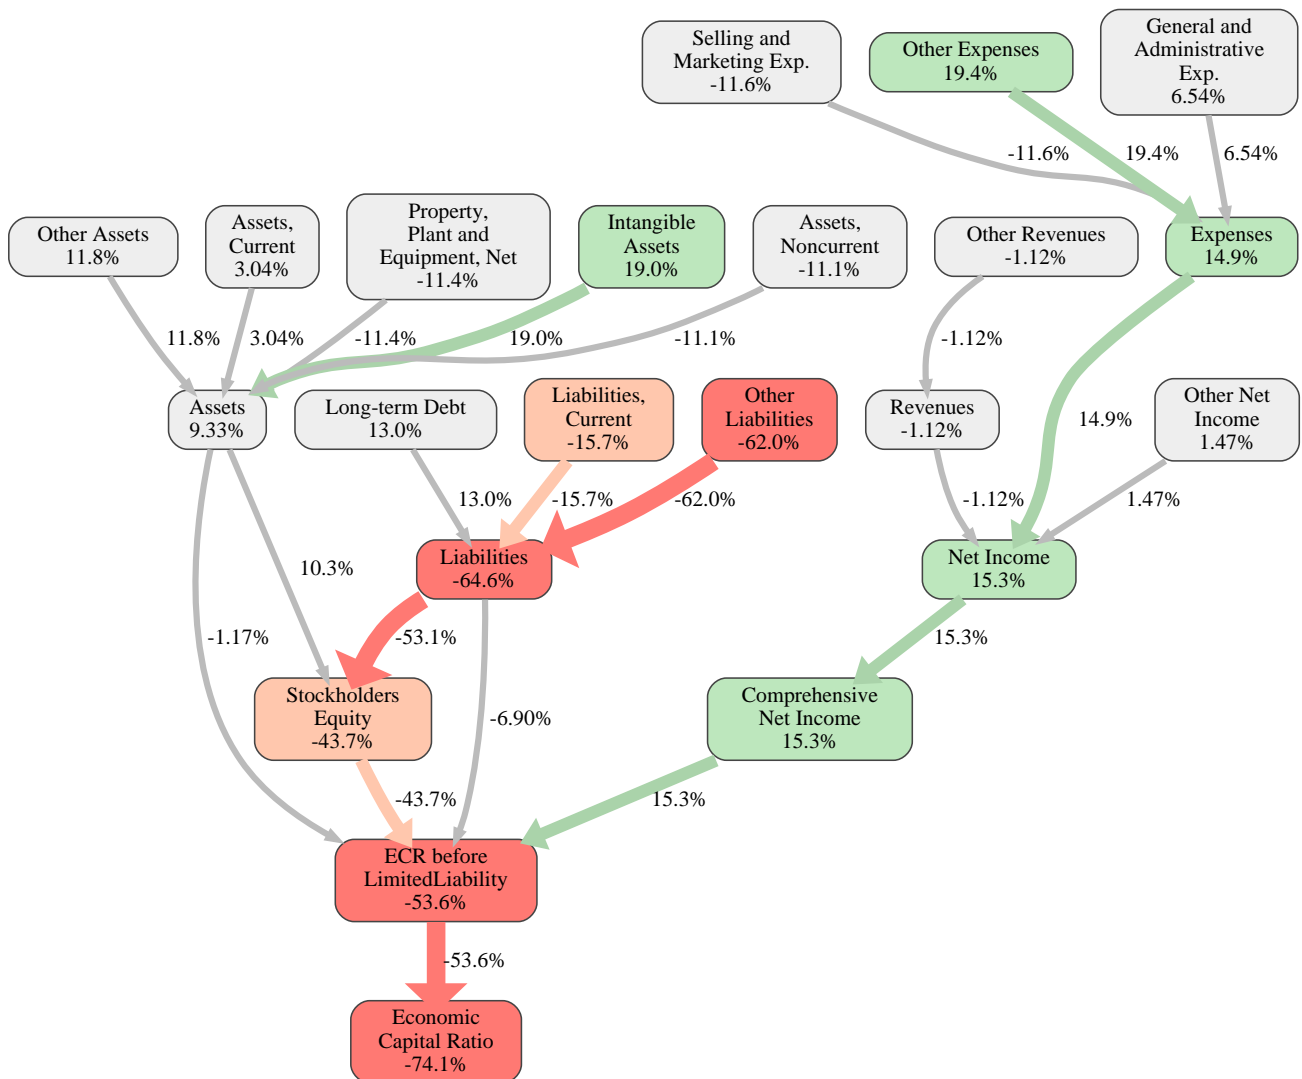 Selling and
Marketing Exp.
-11.6%
Other Expenses
19.4%
General and
Administrative
Exp.
6.54%
-11.6%
19.4%
6.54%
Other Assets
11.8%
Assets,
Current
3.04%
Property,
Plant and
Equipment, Net
-11.4%
Intangible
Assets
19.0%
Assets,
Noncurrent
-11.1%
Other Revenues
-1.12%
Expenses
14.9%
11.8%
3.04%
-11.4%
19.0%
-11.1%
-1.12%
Assets
9.33%
Long-term Debt
13.0%
Liabilities,
Current
-15.7%
Other
Liabilities
-62.0%
Revenues
-1.12%
14.9%
Other Net
Income
1.47%
13.0%
-15.7%
-62.0%
-1.12%
1.47%
10.3%
Liabilities
-64.6%
Net Income
15.3%
-1.17%
-53.1%
15.3%
Stockholders
Equity
-43.7%
-6.90%
Comprehensive
Net Income
15.3%
-43.7%
15.3%
ECR before
LimitedLiability
-53.6%
-53.6%
Economic
Capital Ratio
-74.1%